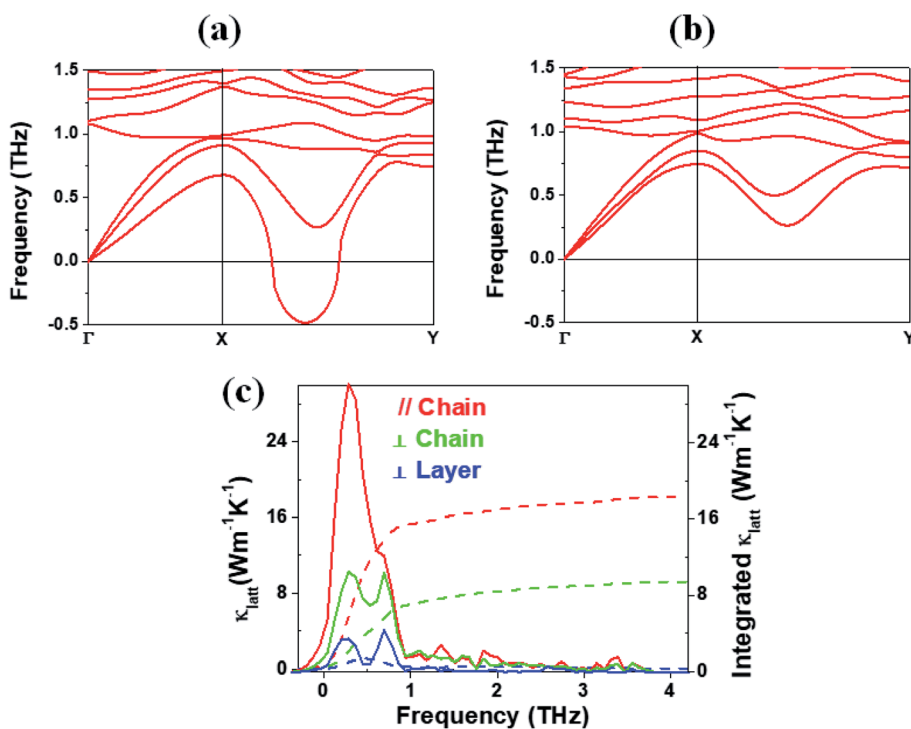 (a)
(b)
1.5
1.0
0.5
0.0
-0.5
Frequency (THz)
Γ
X
Y
1.5
1.0
0.5
0.0
-0.5
Frequency (THz)
Γ
X
Y
(c)
// Chain
⊥ Chain
⊥ Layer
24
16
8
0
κlatt(Wm-1K-1)
24
16
8
0
Integrated κlatt (Wm-1K-1)
0
1
2
3
4
Frequency (THz)